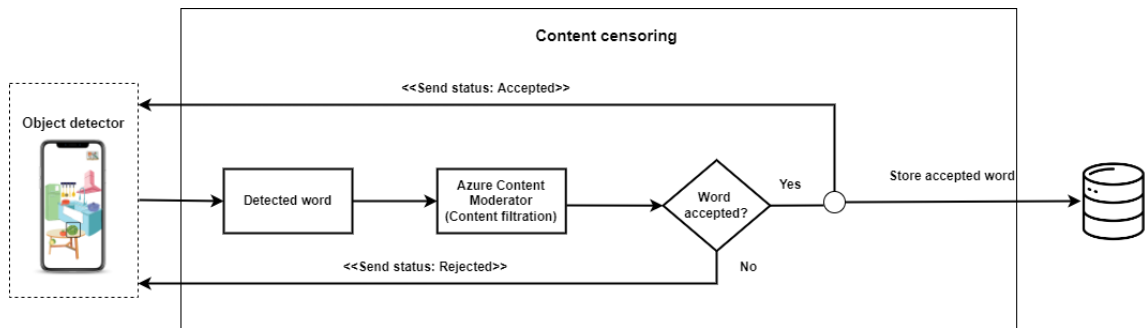 Content censoring
<<Send status: Accepted>>
Object detector
Detected word
Azure Content
Moderator
(Content filtration)
Word
accepted?
Yes
Store accepted word
<<Send status: Rejected>>
No